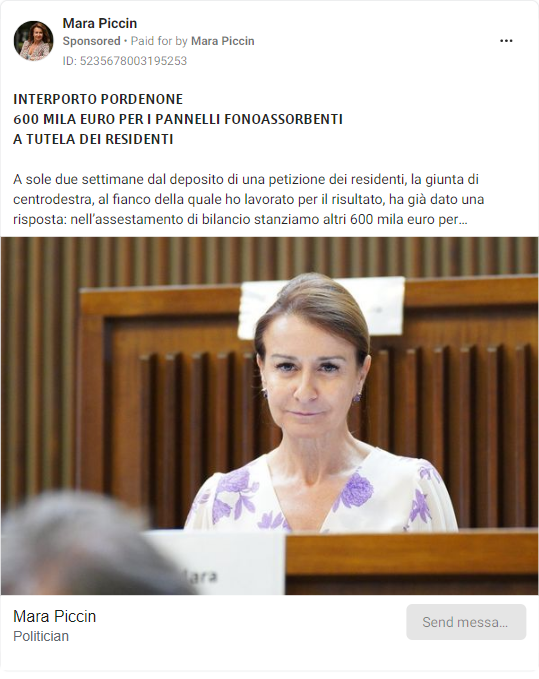 Mara Piccin
Sponsored • Paid for by Mara Piccin
ID: 5235678003195253
INTERPORTO PORDENONE
600 MILA EURO PER I PANNELLI FONOASSORBENTI
A TUTELA DEI RESIDENTI
A sole due settimane dal deposito di una petizione dei residenti, la giunta di
centrodestra, al fianco della quale ho lavorato per il risultato, ha già dato una
risposta: nell’assestamento di bilancio stanziamo altri 600 mila euro per...
Mara
Mara Piccin
Politician
Send messa...